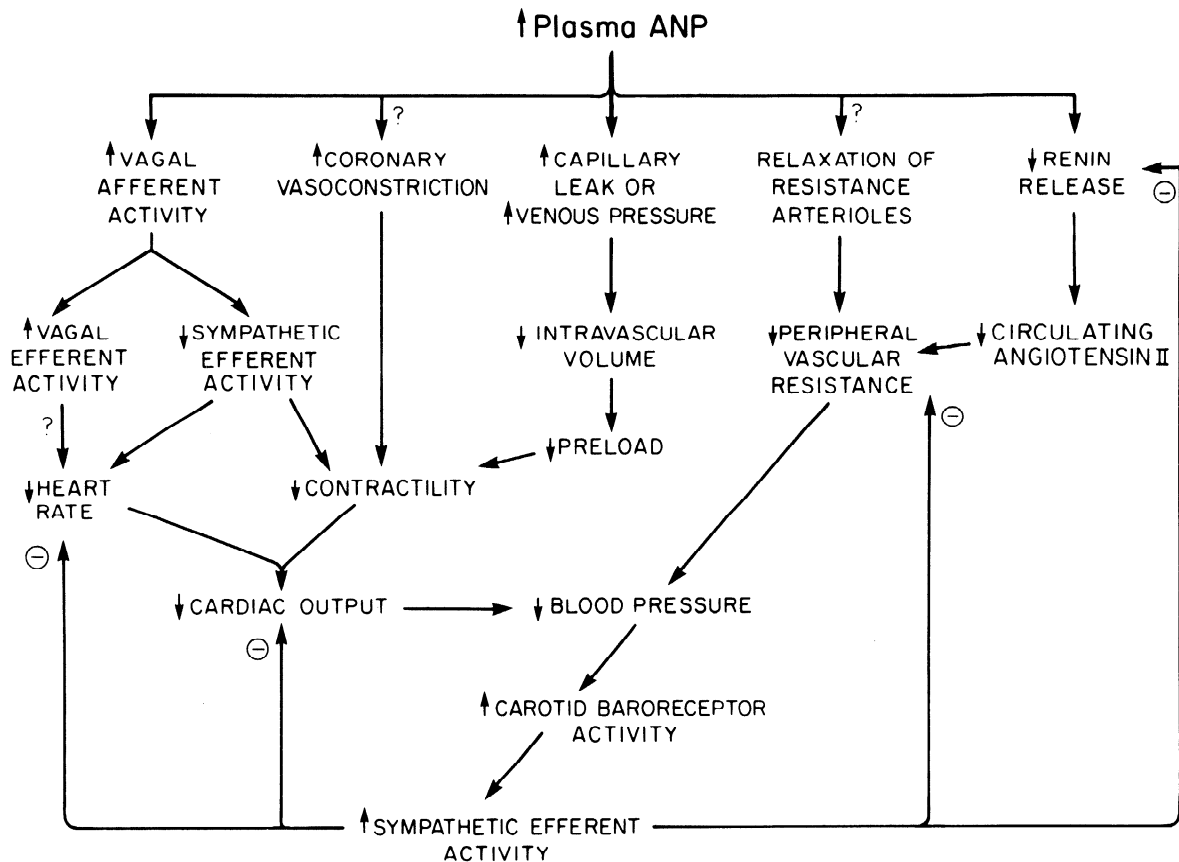 ↑Plasma ANP
?
?
↑VAGAL
AFFERENT
ACTIVITY
↑CORONARY
VASOCONSTRICTION
↑CAPILLARY
LEAK OR
↑VENOUS PRESSURE
RELAXATION OF
RESISTANCE
ARTERIOLES
↓RENIN
RELEASE
⊖
↑VAGAL
EFFERENT
ACTIVITY
↓SYMPATHETIC
EFFERENT
ACTIVITY
↓INTRAVASCULAR
VOLUME
↓PERIPHERAL
VASCULAR
RESISTANCE
↓CIRCULATING
ANGIOTENSIN II
?
⊖
↓PRELOAD
↓HEART
RATE
↓CONTRACTILITY
⊖
↓CARDIAC OUTPUT
↓BLOOD PRESSURE
⊖
↑CAROTID BARORECEPTOR
ACTIVITY
↑SYMPATHETIC EFFERENT
ACTIVITY